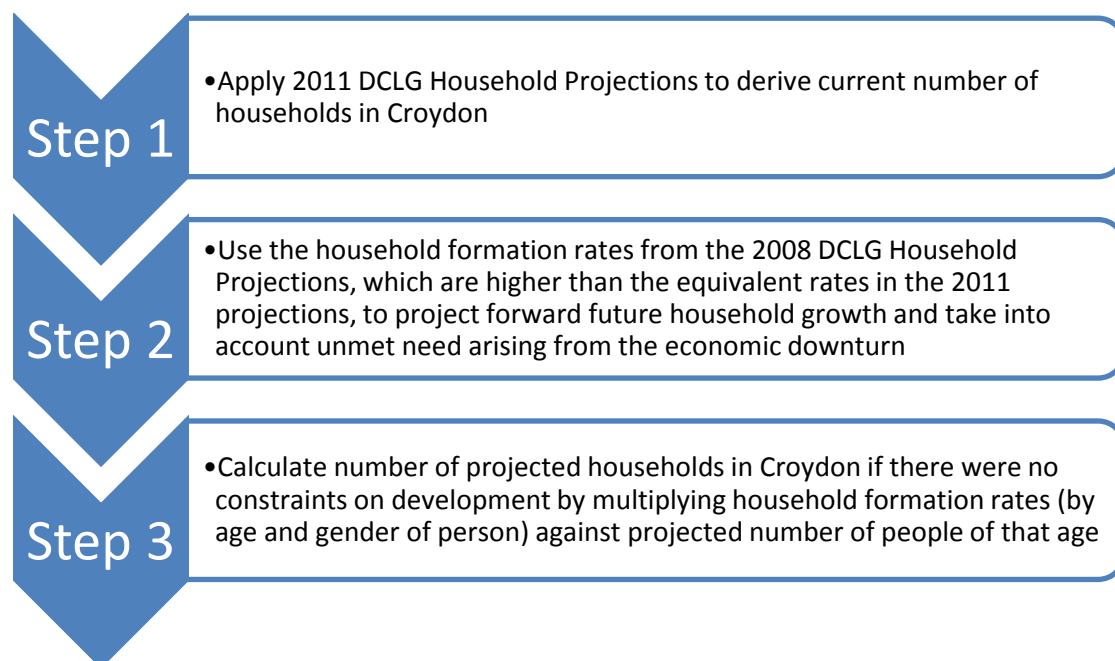 Step 1
•Apply 2011 DCLG Household Projections to derive current number of
households in Croydon
Step 2
•Use the household formation rates from the 2008 DCLG Household
Projections, which are higher than the equivalent rates in the 2011
projections, to project forward future household growth and take into
account unmet need arising from the economic downturn
Step 3
•Calculate number of projected households in Croydon if there were no
constraints on development by multiplying household formation rates (by
age and gender of person) against projected number of people of that age